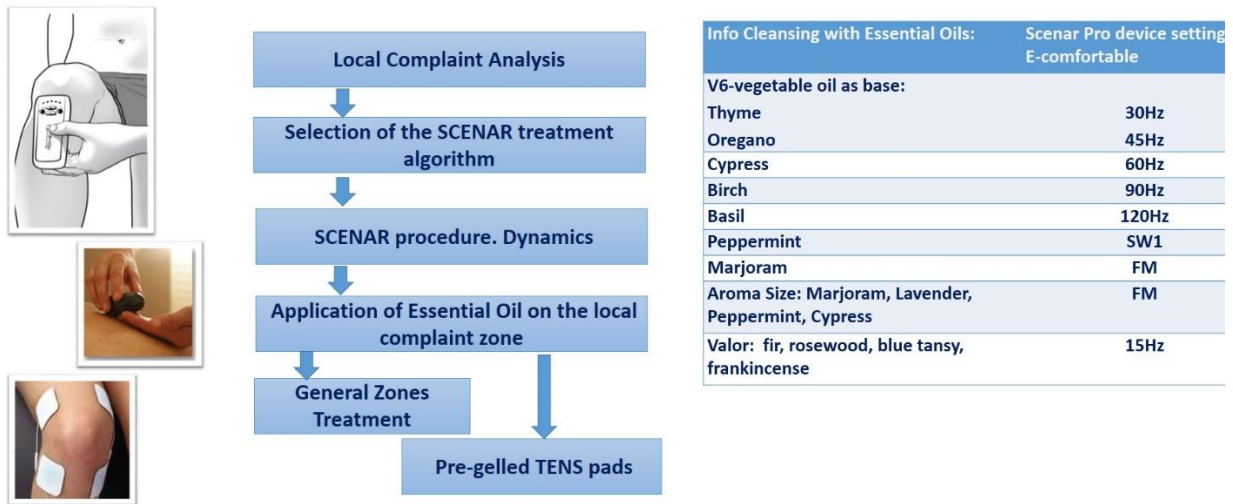 Local Complaint Analysis
Selection of the SCENAR treatment
algorithm
SCENAR procedure. Dynamics
Application of Essential Oil on the local
complaint zone
General Zones
Treatment
Pre-gelled TENS pads
Info Cleansing with Essential Oils: Scenar Pro device setting
E-comfortable
V6-vegetable oil as base:
Thyme 30Hz
Oregano 45Hz
Cypress 60Hz
Birch 90Hz
Basil 120Hz
Peppermint SW1
Marjoram FM
Aroma Size: Marjoram, Lavender, FM
Peppermint, Cypress
Valor: fir, rosewood, blue tansy, 15Hz
frankincense